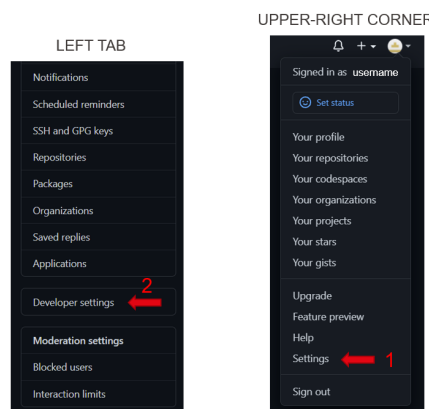 UPPER-RIGHT CORNER
LEFT TAB
Notifications
Scheduled reminders
SSH and GPG keys
Repositories
Packages
Organizations
Saved replies
Applications
2
Developer settings
Moderation settings
Blocked users
Interaction limits
Signed in as username
Set status
Your profile
Your repositories
Your codespaces
Your organizations
Your projects
Your stars
Your gists
Upgrade
Feature preview
Help
Settings
1
Sign out